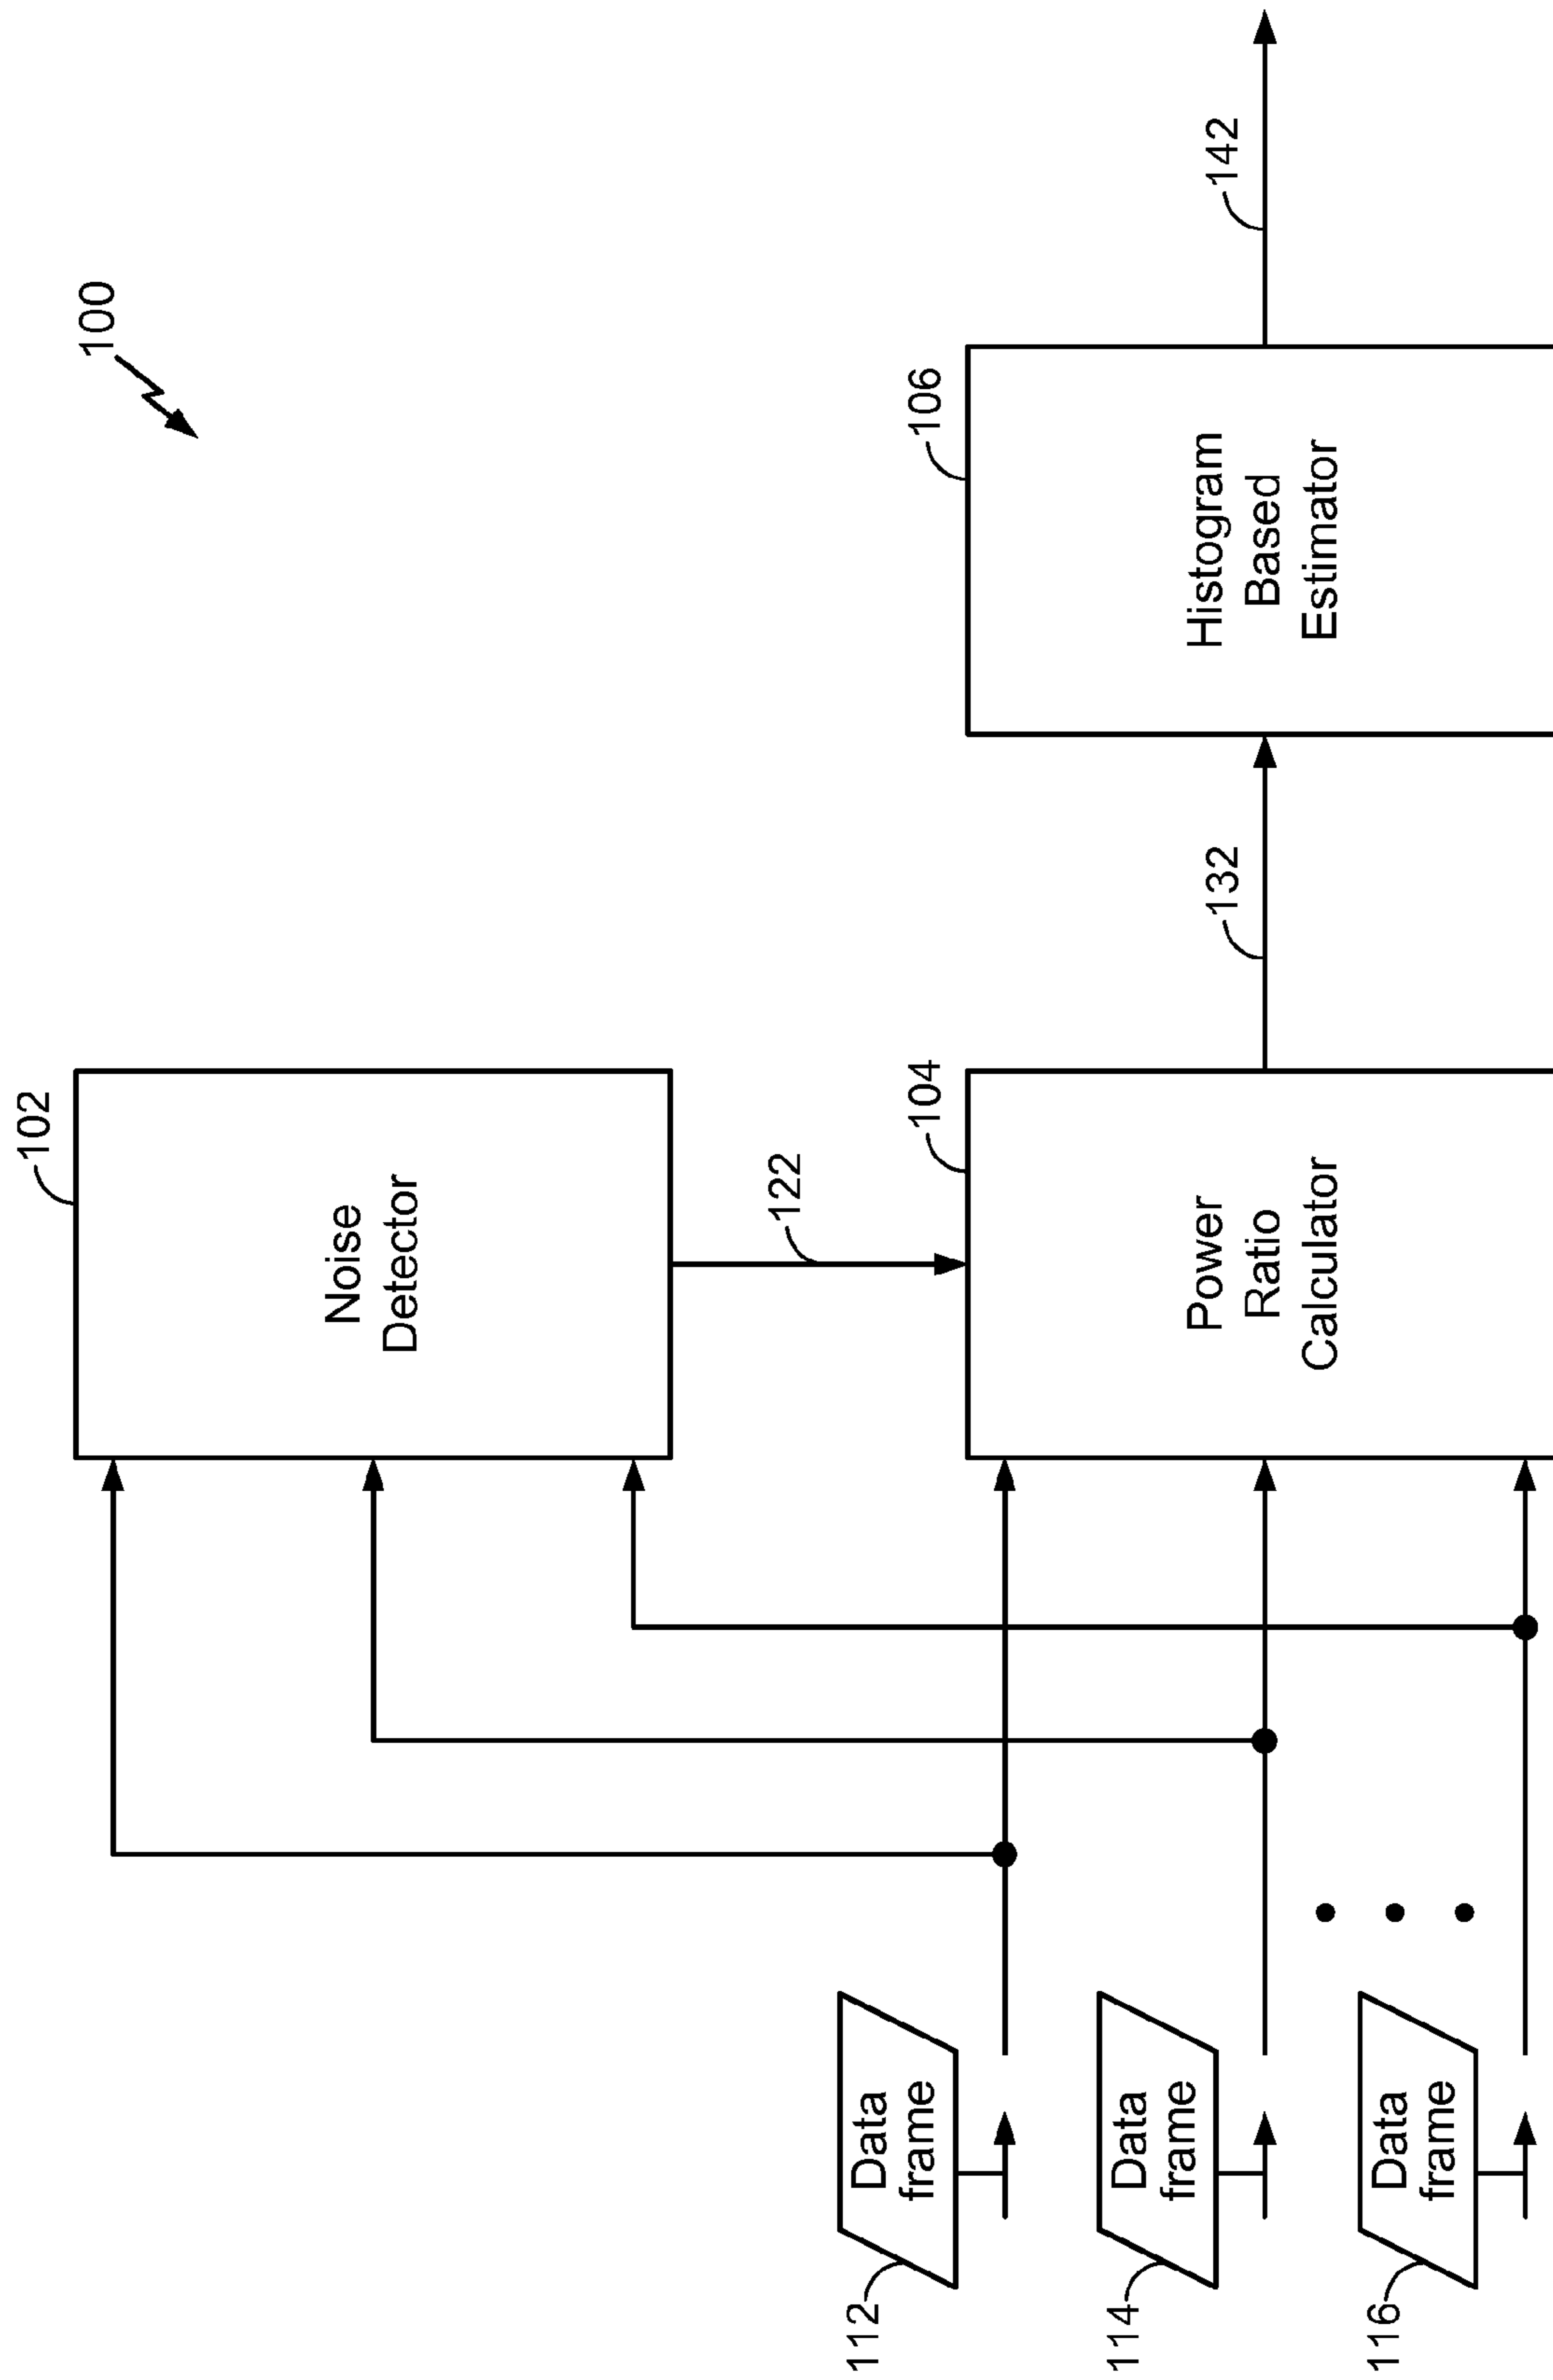 100
102
Noise
Detector
122
112
Data
frame
114
Data
frame
116
Data
frame
104
Power
Ratio
Calculator
132
106
Histogram
Based
Estimator
142